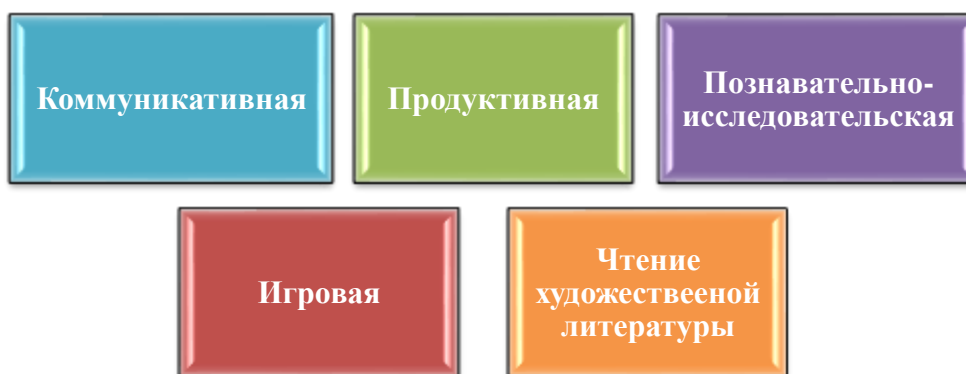 Коммуникативная
Продуктивная
Познавательно-
исследовательская
Игровая
Чтение
художествееной
литературы